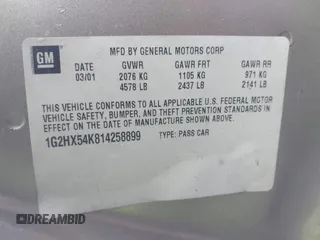 GM
MFD BY GENERAL MOTORS CORP
03/01
GVWR GAWR FRT GAWR RR
2076 KG 1105 KG 971 KG
4578 LB 2437 LB 2141 LB
THIS VEHICLE CONFORMS TO ALL APPLICABLE U.S. FEDERAL MOTOR
VEHICLE SAFETY, BUMPER, AND THEFT PREVENTION STANDARDS IN
EFFECT ON THE DATE OF MANUFACTURE SHOWN ABOVE.
1G2HX54K814258899 TYPE: PASS CAR
DREAMBID